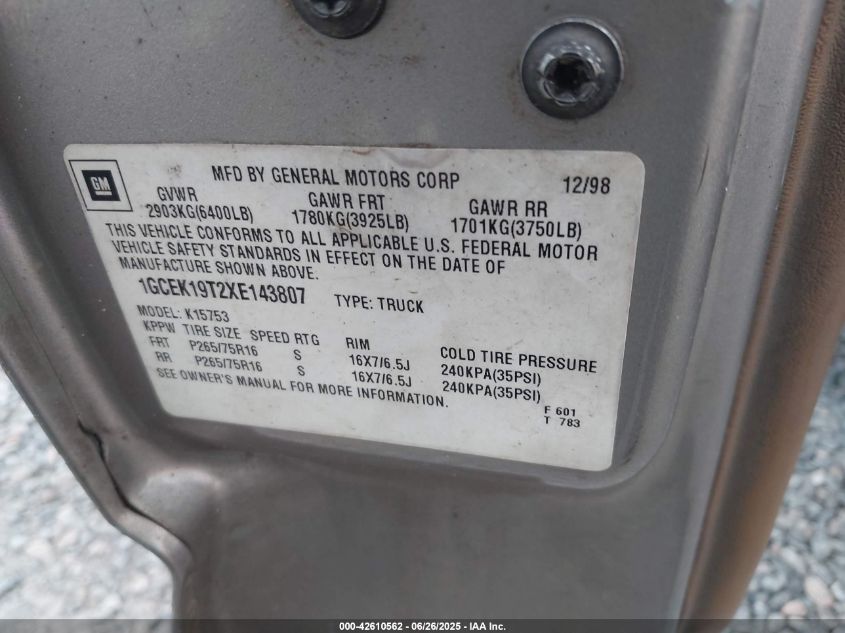 GM
MFD BY GENERAL MOTORS CORP 12/98
GVWR GAWR FRT GAWR RR
2903KG(6400LB) 1780KG(3925LB) 1701KG(3750LB)
THIS VEHICLE CONFORMS TO ALL APPLICABLE U.S. FEDERAL MOTOR
VEHICLE SAFETY STANDARDS IN EFFECT ON THE DATE OF
MANUFACTURE SHOWN ABOVE.
1GCEK19T2XE143807 TYPE: TRUCK
MODEL: K15753
KPPW TIRE SIZE SPEED RTG RIM COLD TIRE PRESSURE
FRT P265/75R16 S 16X7/6.5J 240KPA(35PSI)
RR P265/75R16 S 16X7/6.5J 240KPA(35PSI)
SEE OWNER'S MANUAL FOR MORE INFORMATION.
F 601
T 783
000-42610562 - 06/26/2025 - IAA Inc.